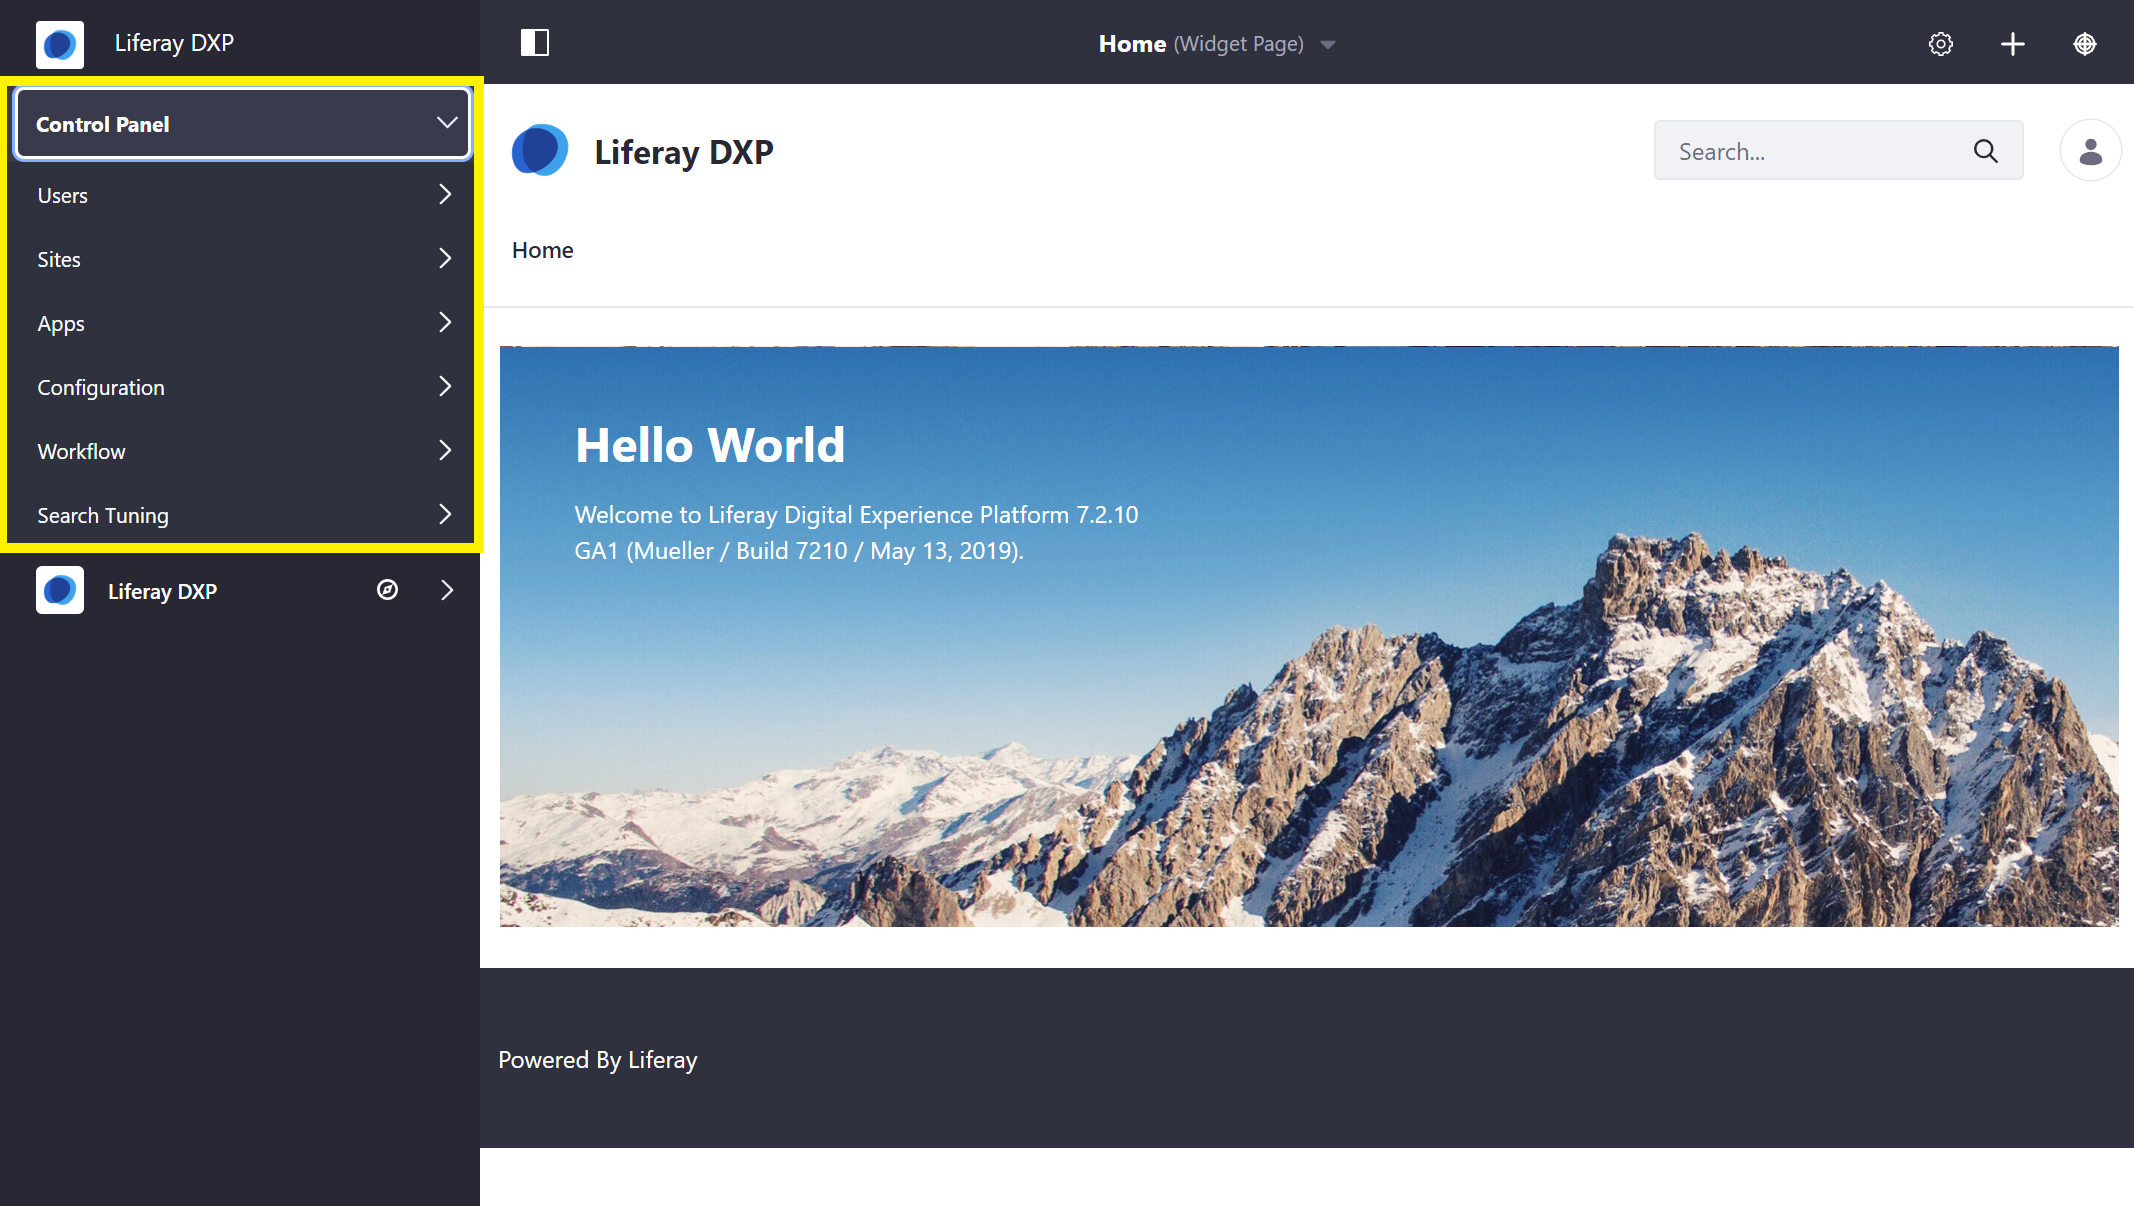 Liferay DXP
Control Panel
Users
Sites
Apps
Configuration
Workflow
Search Tuning
Liferay DXP
Home (Widget Page)
Liferay DXP
Search...
Home
Hello World
Welcome to Liferay Digital Experience Platform 7.2.10
GA1 (Mueller / Build 7210 / May 13, 2019).
Powered By Liferay